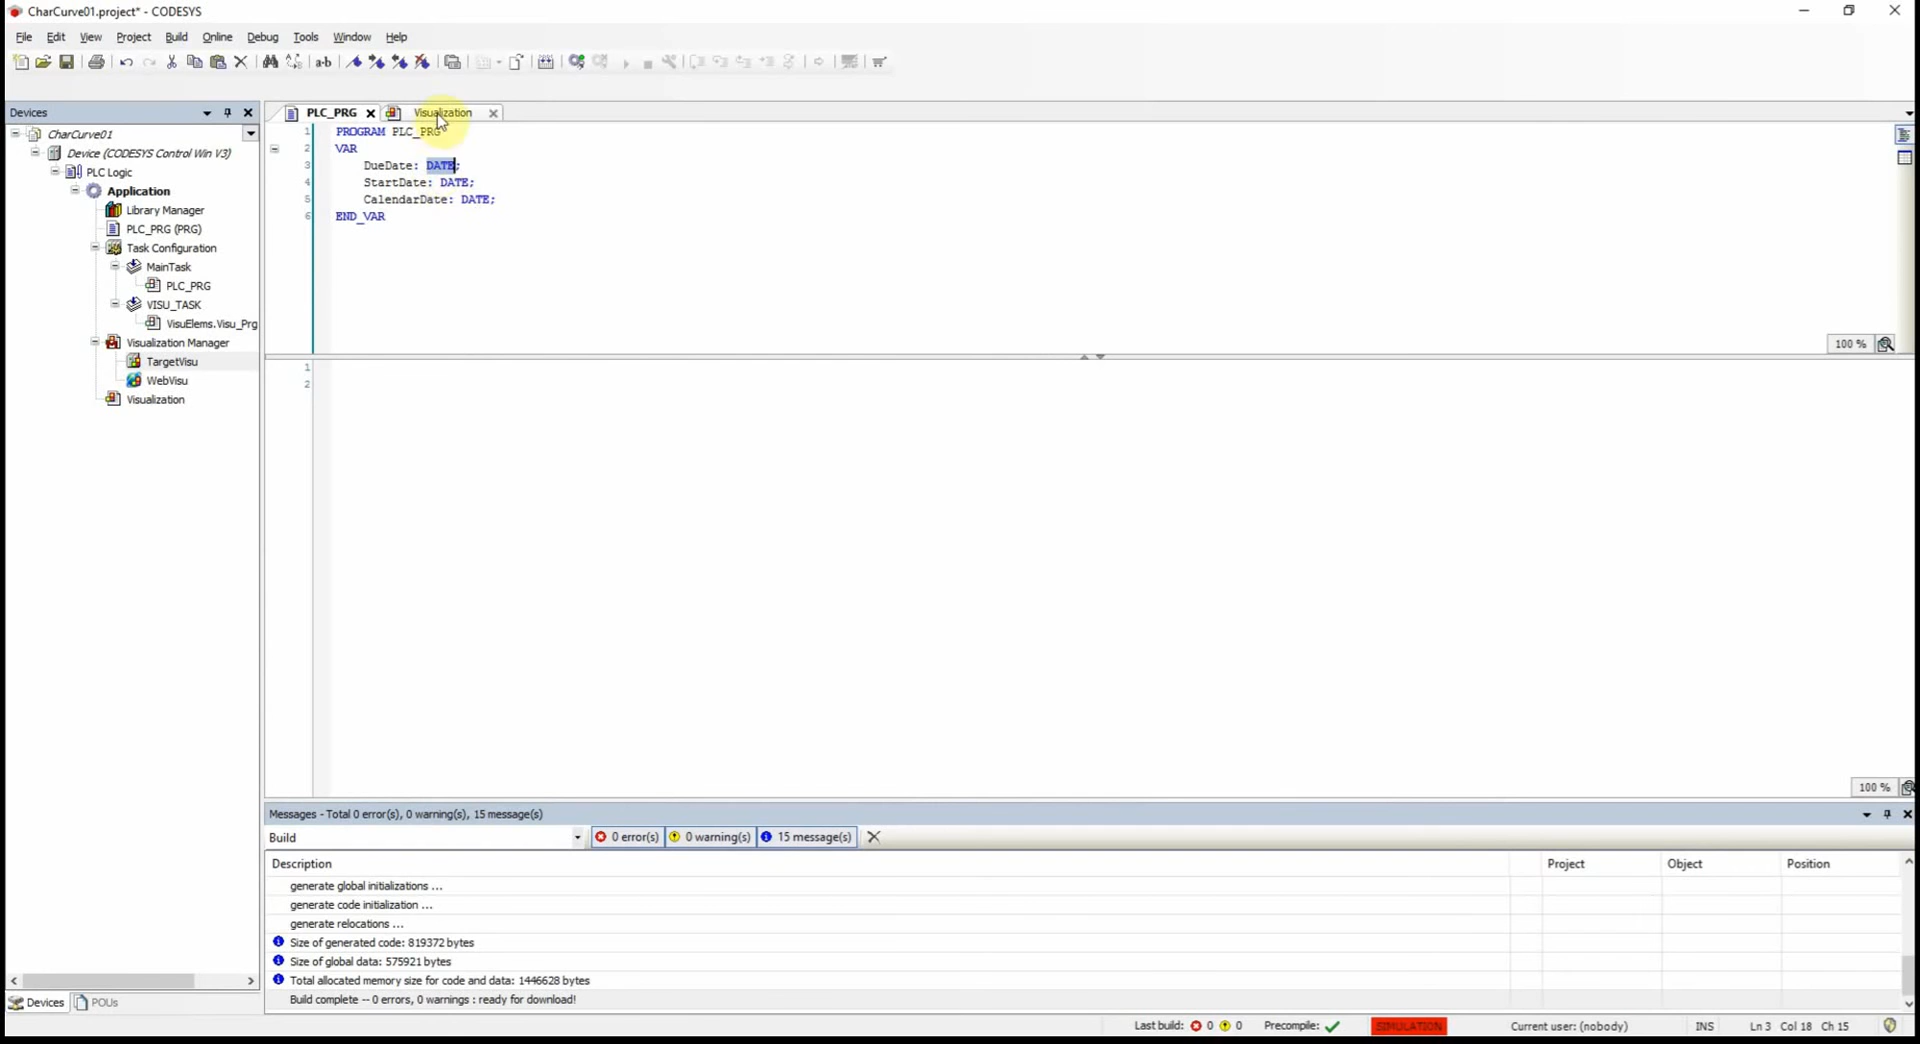 CharCurve01.project* - CODESYS
File Edit View Project Build Online Debug Tools Window Help
Devices
PLC_PRG
Visualization
CharCurve01
Device (CODESYS Control Win V3)
PLC Logic
Application
Library Manager
PLC_PRG (PRG)
Task Configuration
MainTask
PLC_PRG
VISU_TASK
VisuElems.Visu_Prg
Visualization Manager
TargetVisu
WebVisu
Visualization
1 PROGRAM PLC_PRG
2 VAR
3 DueDate: DATE;
4 StartDate: DATE;
5 CalendarDate: DATE;
6 END_VAR
100 %
1
2
100 %
Messages - Total 0 error(s), 0 warning(s), 15 message(s)
Build 0 error(s) 0 warning(s) 15 message(s)
Description Project Object Position
generate global initializations ...
generate code initialization ...
generate relocations ...
Size of generated code: 819372 bytes
Size of global data: 575921 bytes
Total allocated memory size for code and data: 1446628 bytes
Build complete -- 0 errors, 0 warnings : ready for download!
Devices POUs
Last build: 0 0 Precompile: SIMULATION Current user: (nobody) INS Ln 3 Col 18 Ch 15